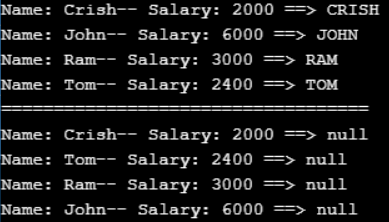 Name: Crish-- Salary: 2000 ==> CRISH
Name: John-- Salary: 6000 ==> JOHN
Name: Ram-- Salary: 3000 ==> RAM
Name: Tom-- Salary: 2400 ==> TOM
===================================
Name: Crish-- Salary: 2000 ==> null
Name: Tom-- Salary: 2400 ==> null
Name: Ram-- Salary: 3000 ==> null
Name: John-- Salary: 6000 ==> null